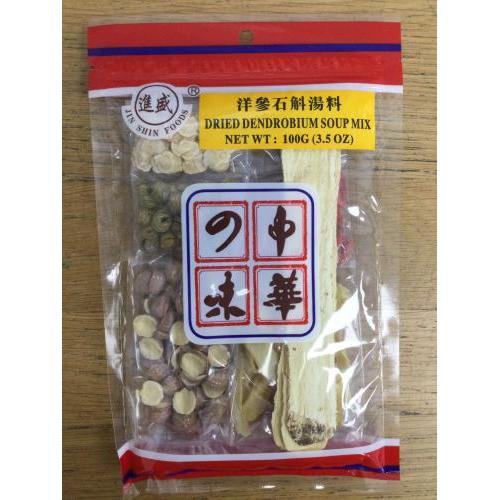 進盛
®
JIN SHIN FOODS
洋參石斛湯料
DRIED DENDROBIUM SOUP MIX
NET WT : 100G (3.5 OZ)
中華
の味